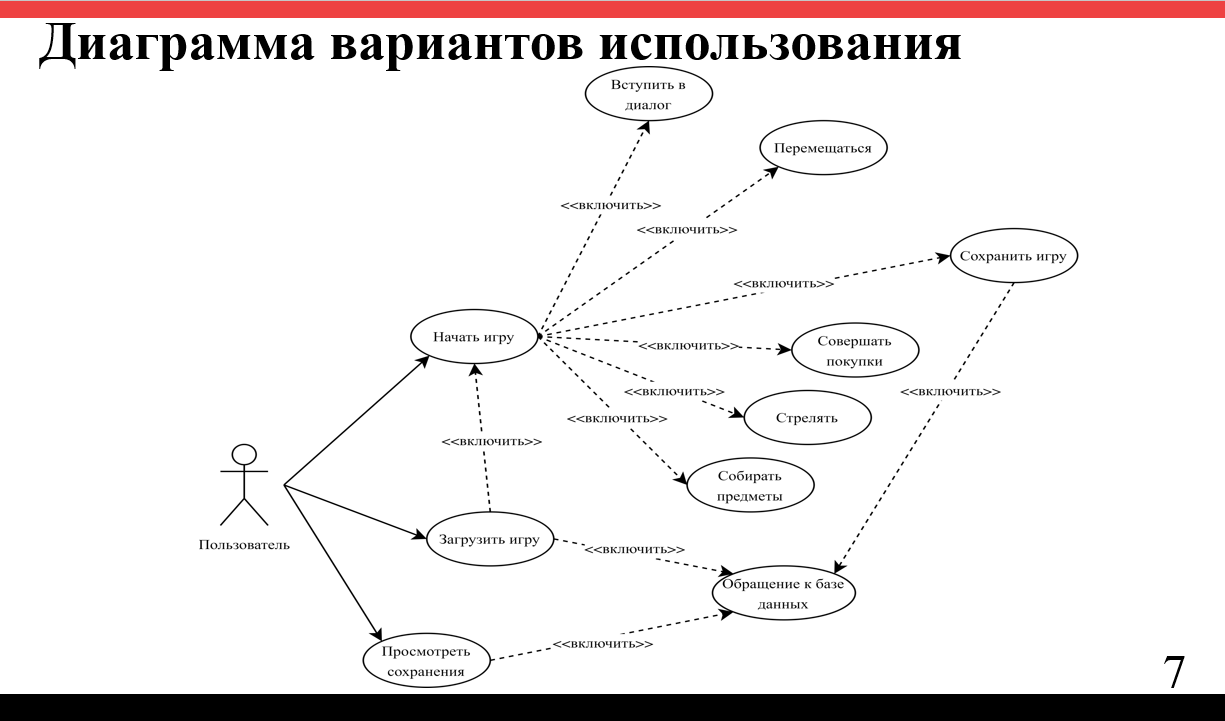 Диаграмма вариантов использования
Вступить в
диалог
Перемещаться
<<включить>>
<<включить>>
Сохранить игру
<<включить>>
Начать игру
<<включить>>
Совершать
покупки
<<включить>>
<<включить>>
<<включить>>
Стрелять
<<включить>>
Собирать
предметы
Пользователь
Загрузить игру
<<включить>>
Обращение к базе
данных
<<включить>>
Просмотреть
сохранения
7